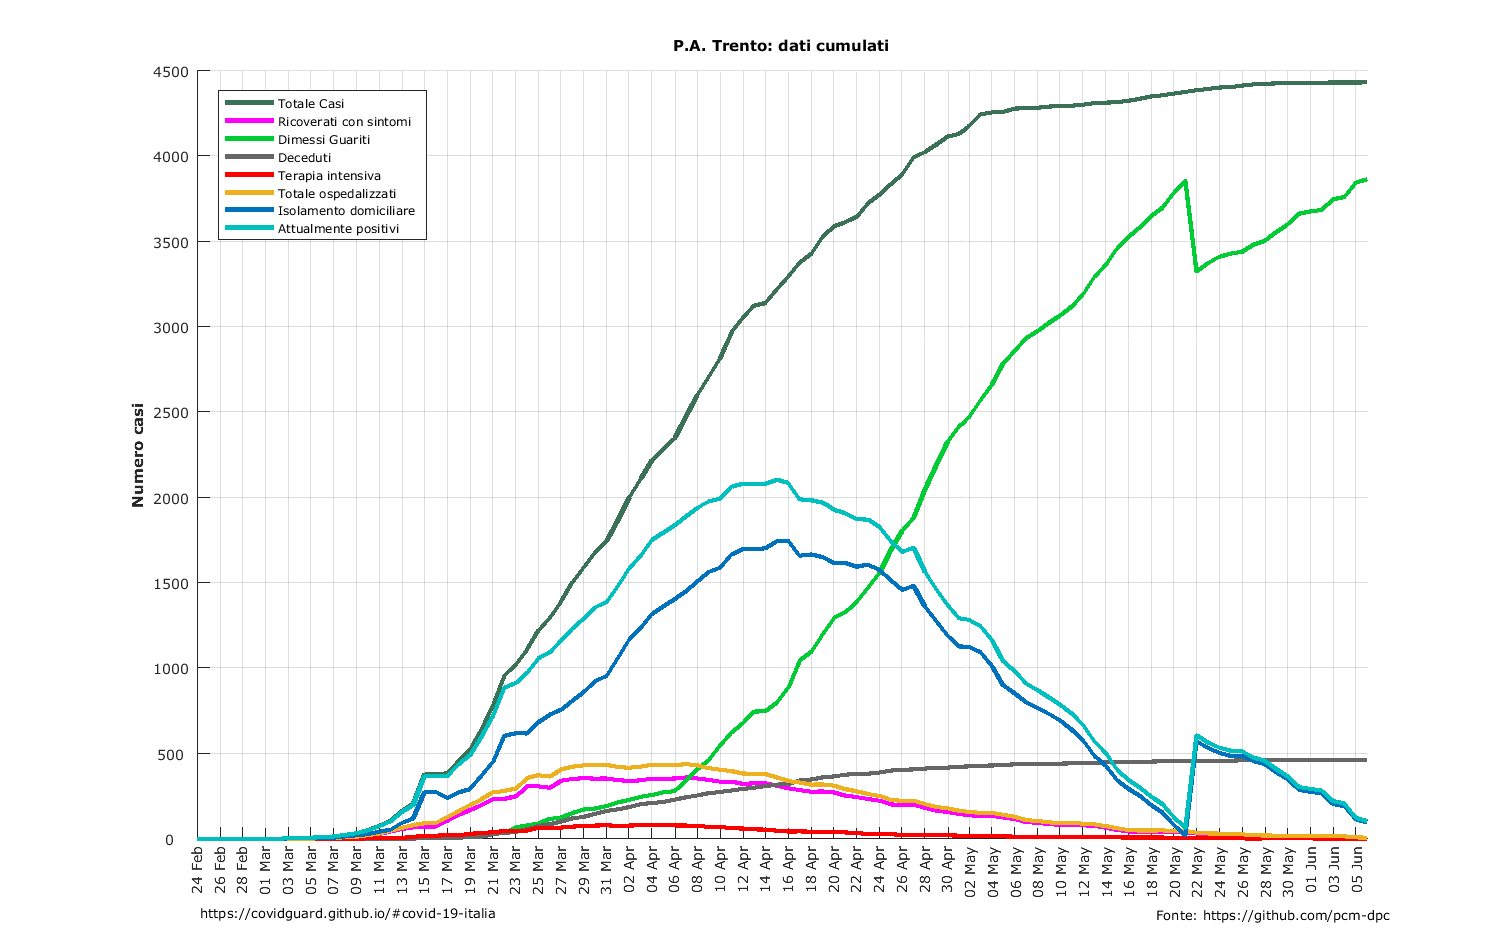 P.A. Trento: dati cumulati
Numero casi
4500
4000
3500
3000
2500
2000
1500
1000
500
0
Totale Casi
Ricoverati con sintomi
Dimessi Guariti
Deceduti
Terapia intensiva
Totale ospedalizzati
Isolamento domiciliare
Attualmente positivi
24 Feb
26 Feb
28 Feb
01 Mar
03 Mar
05 Mar
07 Mar
09 Mar
11 Mar
13 Mar
15 Mar
17 Mar
19 Mar
21 Mar
23 Mar
25 Mar
27 Mar
29 Mar
31 Mar
02 Apr
04 Apr
06 Apr
08 Apr
10 Apr
12 Apr
14 Apr
16 Apr
18 Apr
20 Apr
22 Apr
24 Apr
26 Apr
28 Apr
30 Apr
02 May
04 May
06 May
08 May
10 May
12 May
14 May
16 May
18 May
20 May
22 May
24 May
26 May
28 May
30 May
01 Jun
03 Jun
05 Jun
https://covidguard.github.io/#covid-19-italia
Fonte: https://github.com/pcm-dpc